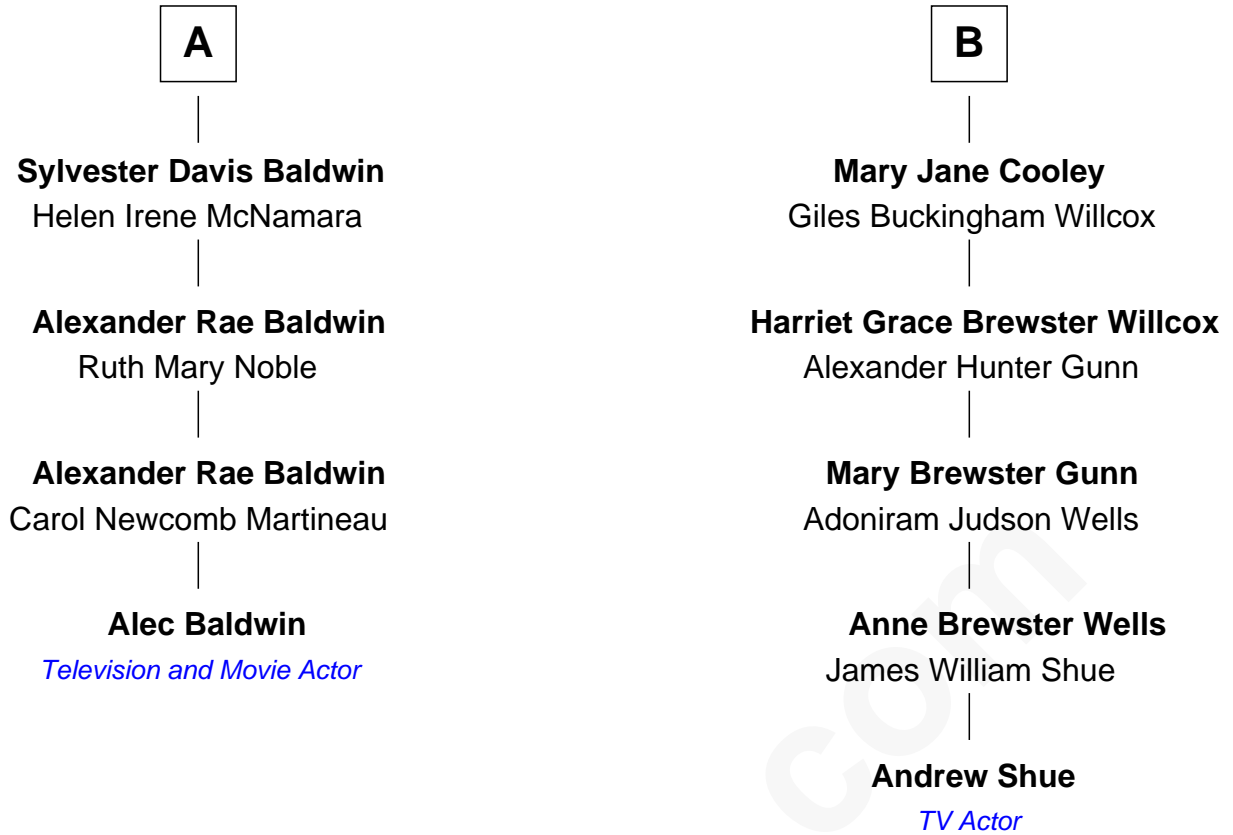 A
Sylvester Davis Baldwin
Helen Irene McNamara
Alexander Rae Baldwin
Ruth Mary Noble
Alexander Rae Baldwin
Carol Newcomb Martineau
Alec Baldwin
Television and Movie Actor
B
Mary Jane Cooley
Giles Buckingham Willcox
Harriet Grace Brewster Willcox
Alexander Hunter Gunn
Mary Brewster Gunn
Adoniram Judson Wells
Anne Brewster Wells
James William Shue
Andrew Shue
TV Actor
com